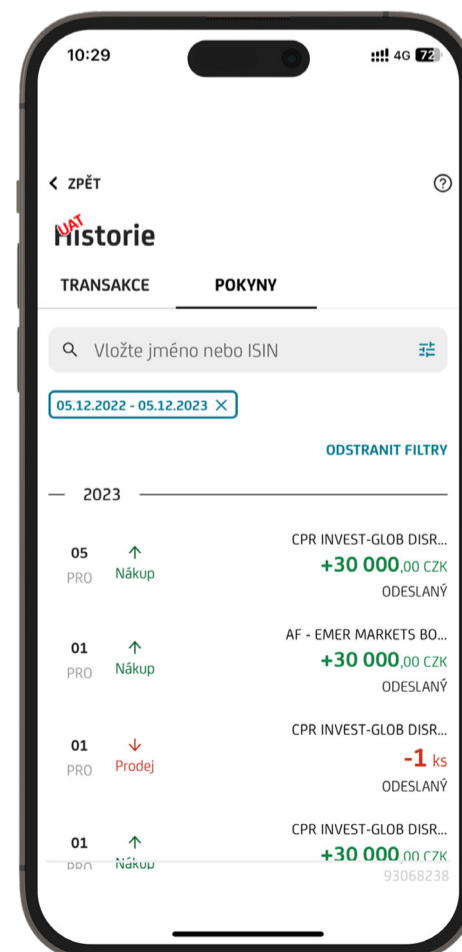 10:29
4G 72
ZPĚT
UAT
Historie
TRANSAKCE POKYNY
Vložte jméno nebo ISIN
05.12.2022 - 05.12.2023
ODSTRANIT FILTRY
2023
CPR INVEST-GLOB DISR...
05 PRO
Nákup
+30 000,00 CZK
ODESLANÝ
AF - EMER MARKETS BO...
01 PRO
Nákup
+30 000,00 CZK
ODESLANÝ
CPR INVEST-GLOB DISR...
01 PRO
Prodej
-1 ks
ODESLANÝ
CPR INVEST-GLOB DISR...
01 PRO
Nákup
+30 000,00 CZK
93068238